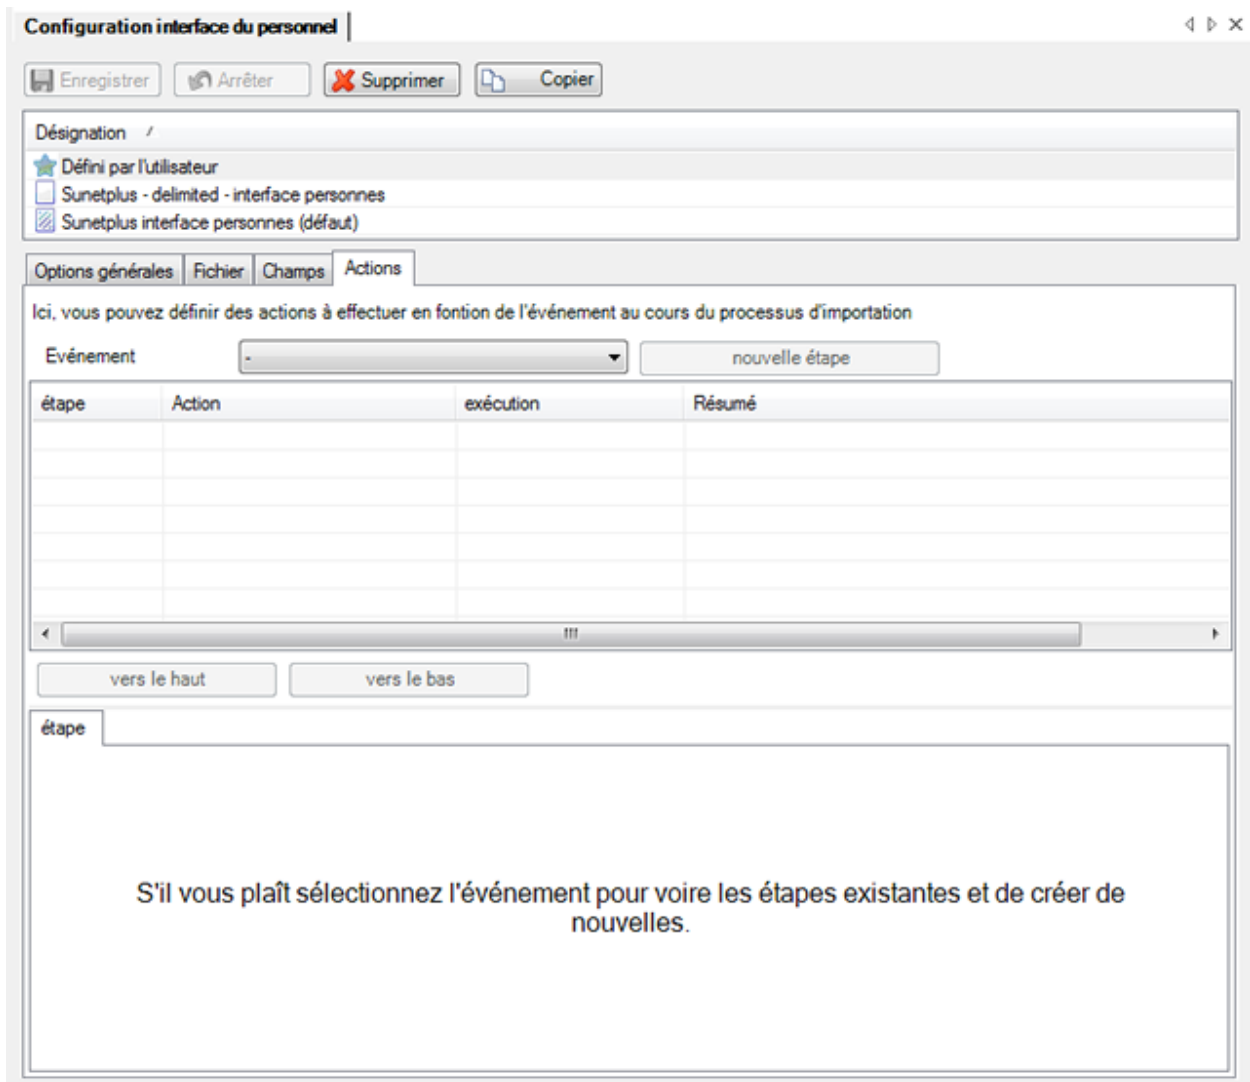 Configuration interface du personnel
Enregistrer Arrêter Supprimer Copier
Désignation
Défini par l'utilisateur
Sunetplus - delimited - interface personnes
Sunetplus interface personnes (défaut)
Options générales Fichier Champs Actions
Ici, vous pouvez définir des actions à effectuer en fontion de l'événement au cours du processus d'importation
Evénement - nouvelle étape
étape Action exécution Résumé
vers le haut vers le bas
étape
S'il vous plaît sélectionnez l'événement pour voire les étapes existantes et de créer de
nouvelles.